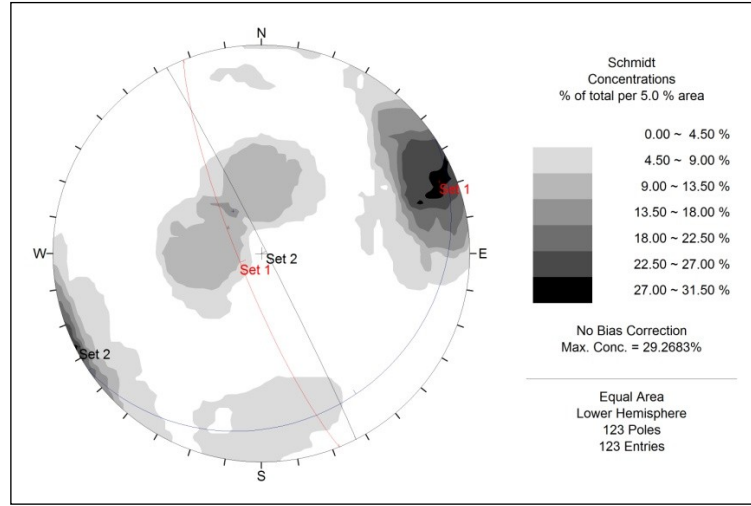 N
W
E
S
Set 1
Set 2
Set 1
Set 2
Schmidt
Concentrations
% of total per 5.0 % area
0.00 ~ 4.50 %
4.50 ~ 9.00 %
9.00 ~ 13.50 %
13.50 ~ 18.00 %
18.00 ~ 22.50 %
22.50 ~ 27.00 %
27.00 ~ 31.50 %
No Bias Correction
Max. Conc. = 29.2683%
Equal Area
Lower Hemisphere
123 Poles
123 Entries